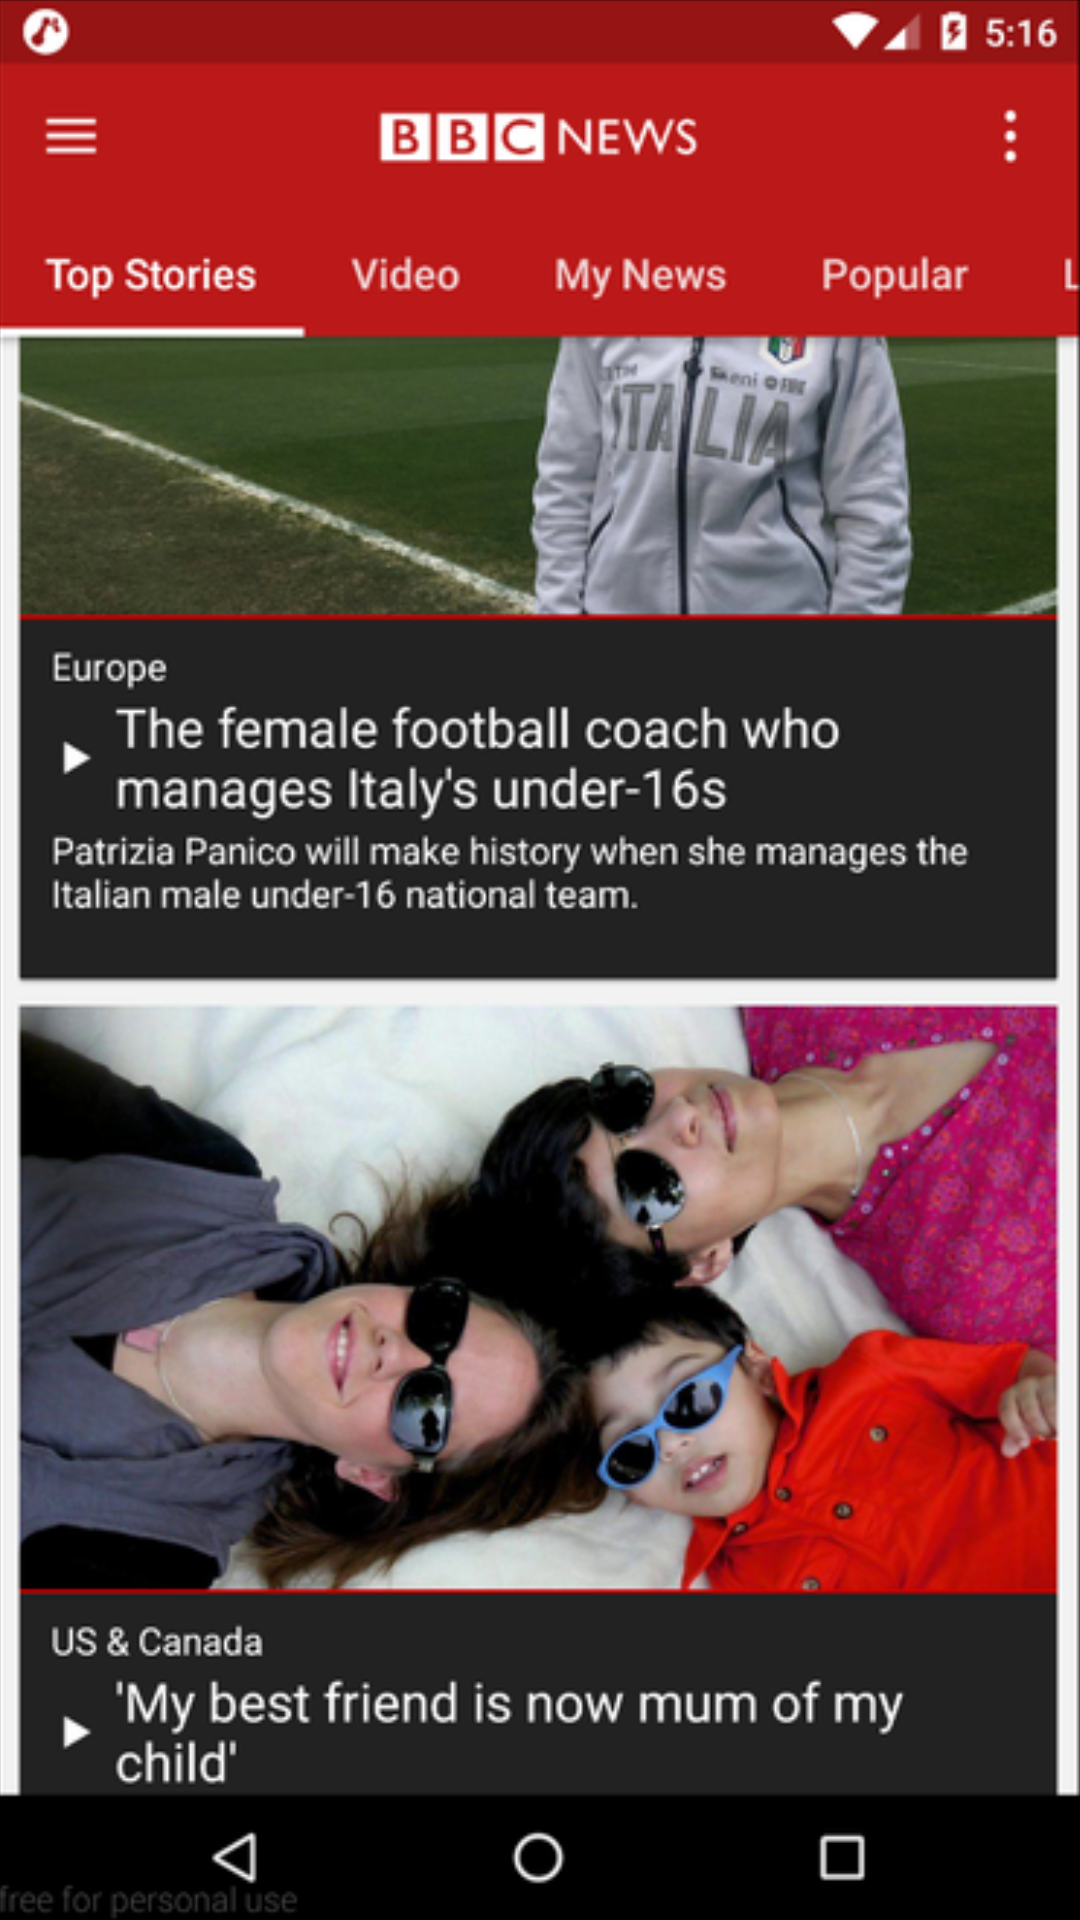 5:16
BBC NEWS
Top Stories Video My News Popular L
ITALIA
Europe
The female football coach who
manages Italy's under-16s
Patrizia Panico will make history when she manages the
Italian male under-16 national team.
US & Canada
'My best friend is now mum of my
child'
free for personal use